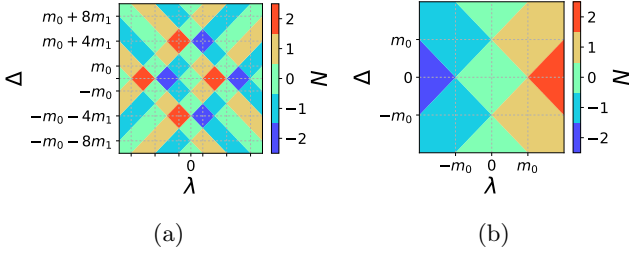 m₀ + 8m₁
m₀ + 4m₁
m₀
−m₀
−m₀ − 4m₁
−m₀ − 8m₁
Δ
0
λ
2
1
0
−1
−2
N
(a)
m₀
0
−m₀
Δ
−m₀ 0 m₀
λ
2
1
0
−1
−2
N
(b)